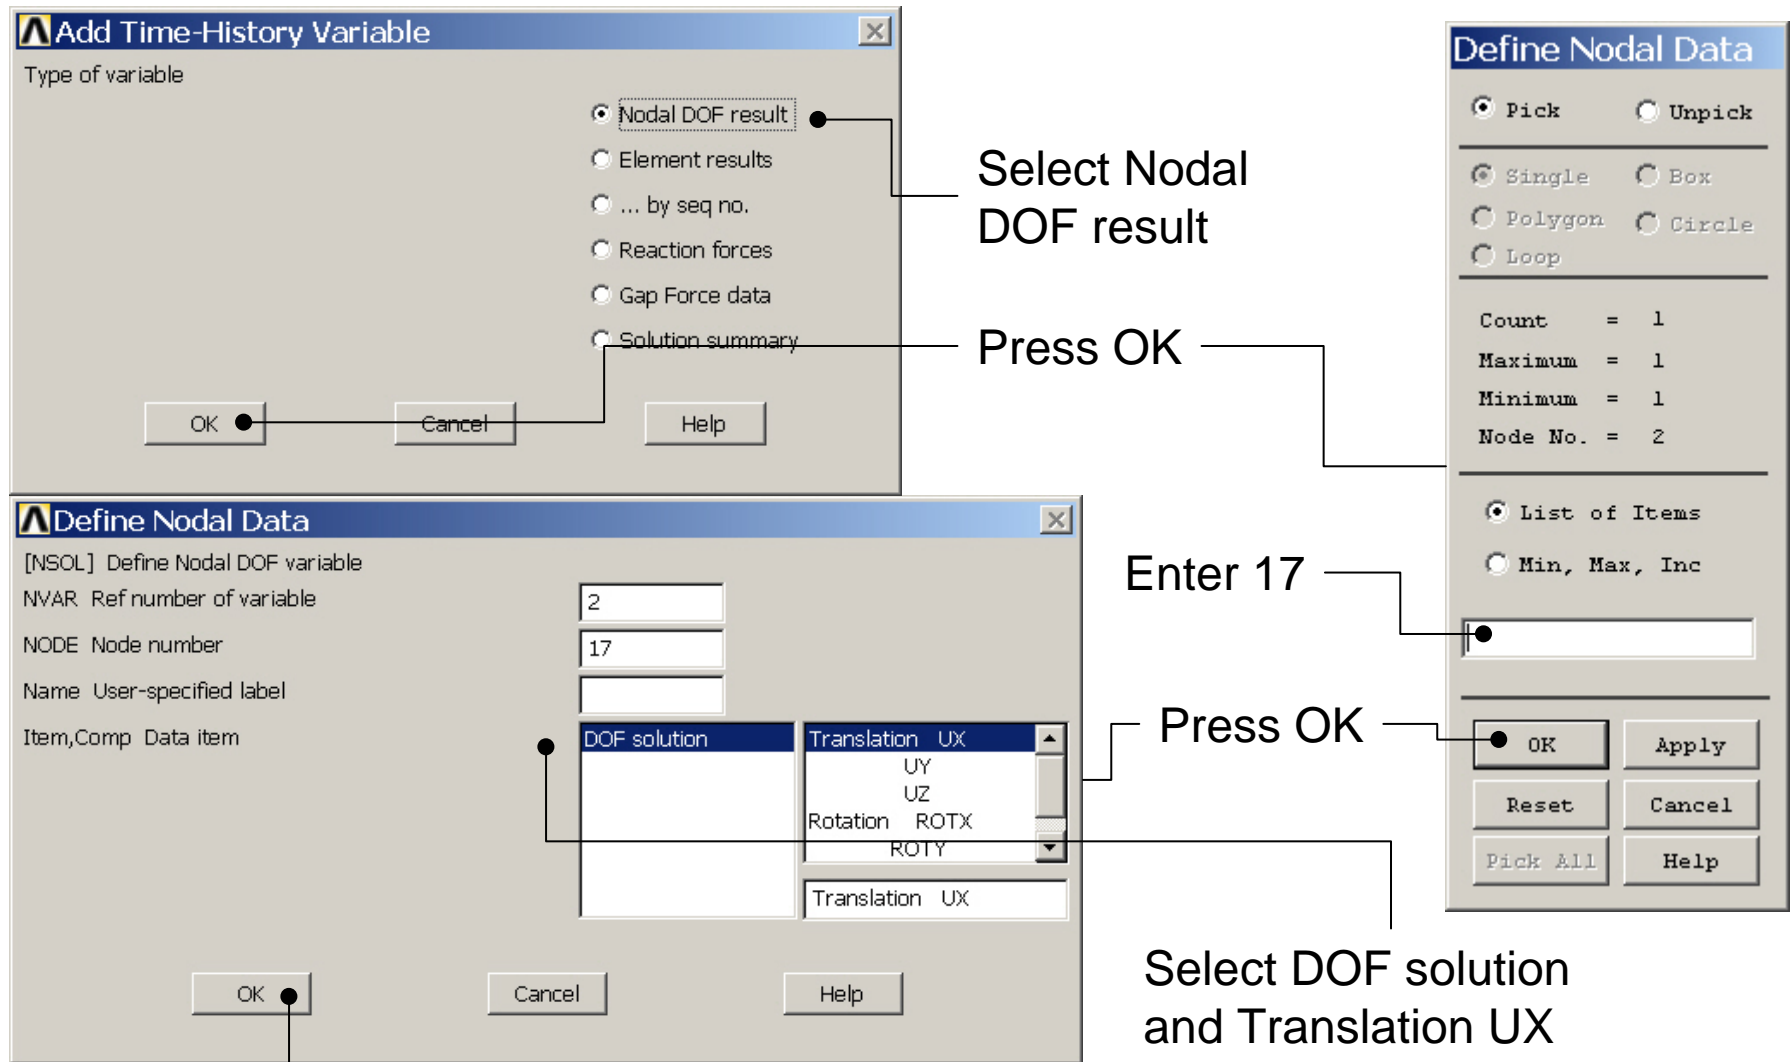 Add Time-History Variable
Type of variable
Nodal DOF result
Element results
... by seq no.
Reaction forces
Gap Force data
Solution summary
OK Cancel Help
Select Nodal
DOF result
Press OK
Define Nodal Data
Pick Unpick
Single Box
Polygon Circle
Loop
Count = 1
Maximum = 1
Minimum = 1
Node No. = 2
List of Items
Min, Max, Inc
Enter 17
Press OK
OK Apply
Reset Cancel
Pick All Help
Define Nodal Data
[NSOL] Define Nodal DOF variable
NVAR Ref number of variable 2
NODE Node number 17
Name User-specified label
Item,Comp Data item DOF solution Translation UX
UY
UZ
Rotation ROTX
ROTY
Translation UX
OK Cancel Help
Select DOF solution
and Translation UX